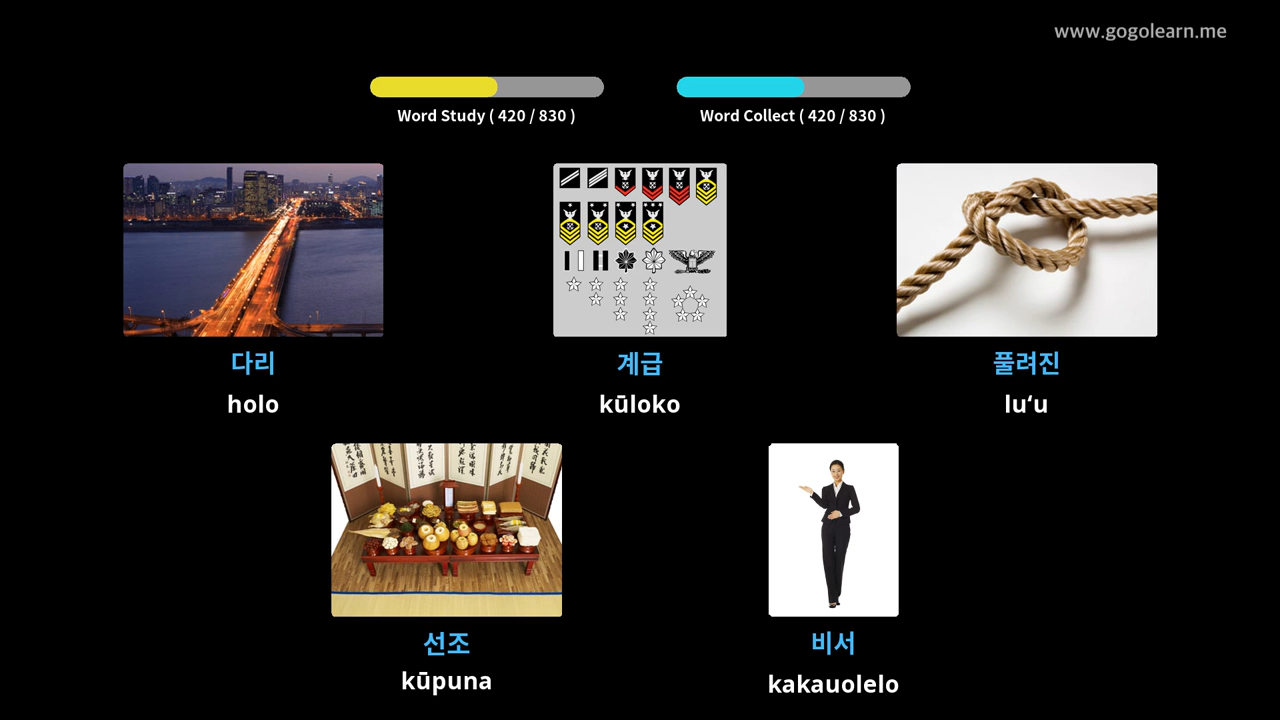 www.gogolearn.me
Word Study ( 420 / 830 )
Word Collect ( 420 / 830 )
다리
holo
계급
kūloko
풀려진
luʻu
선조
kūpuna
비서
kakauolelo